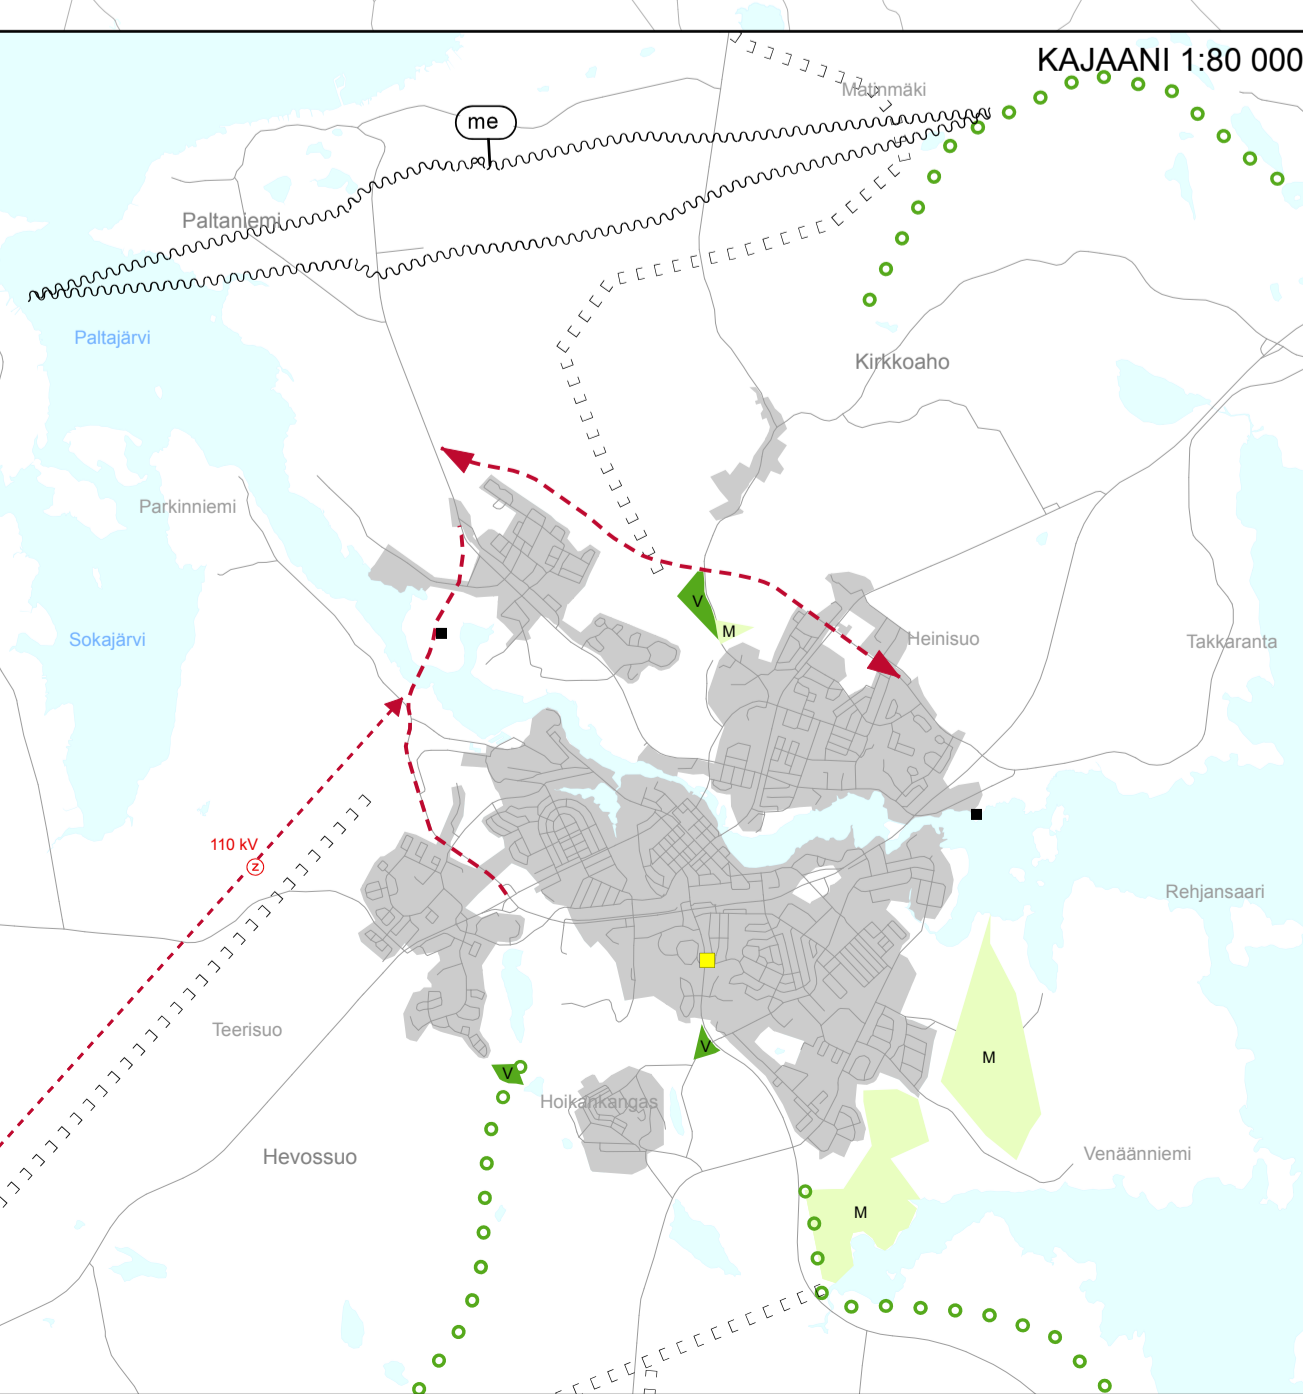 KAJAANI 1:80 000
Matinmäki
me
Paltaniemi
Paltajärvi
Kirkkoaho
Parkinniemi
V
M
Heinisuo
Sokajärvi
Takkaranta
110 kV
z
Rehjansaari
Teerisuo
V
M
V
Hoikankangas
Hevossuo
Venäänniemi
M